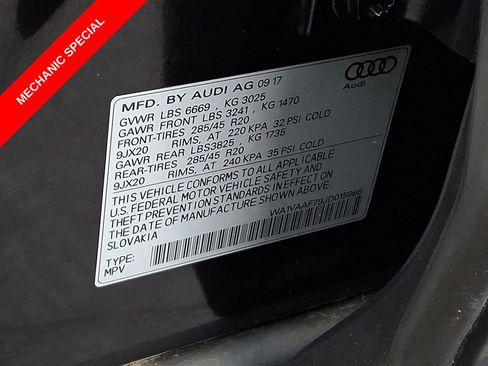 MECHANIC SPECIAL
MFD. BY AUDI AG 09 17
Audi
GVWR LBS 6669 , KG 3025
GAWR FRONT LBS 3241 , KG 1470
FRONT-TIRES 285/45 R20
9JX20 RIMS, AT 220 KPA 32 PSI COLD
GAWR REAR LBS3825 , KG 1735
REAR-TIRES 285/45 R20
9JX20 RIMS, AT 240 KPA 35 PSI COLD
THIS VEHICLE CONFORMS TO ALL APPLICABLE
U.S. FEDERAL MOTOR VEHICLE SAFETY AND
THEFT PREVENTION STANDARDS IN EFFECT ON
THE DATE OF MANUFACTURE SHOWN ABOVE
SLOVAKIA
WA1VAAF79JD015965
TYPE:
MPV